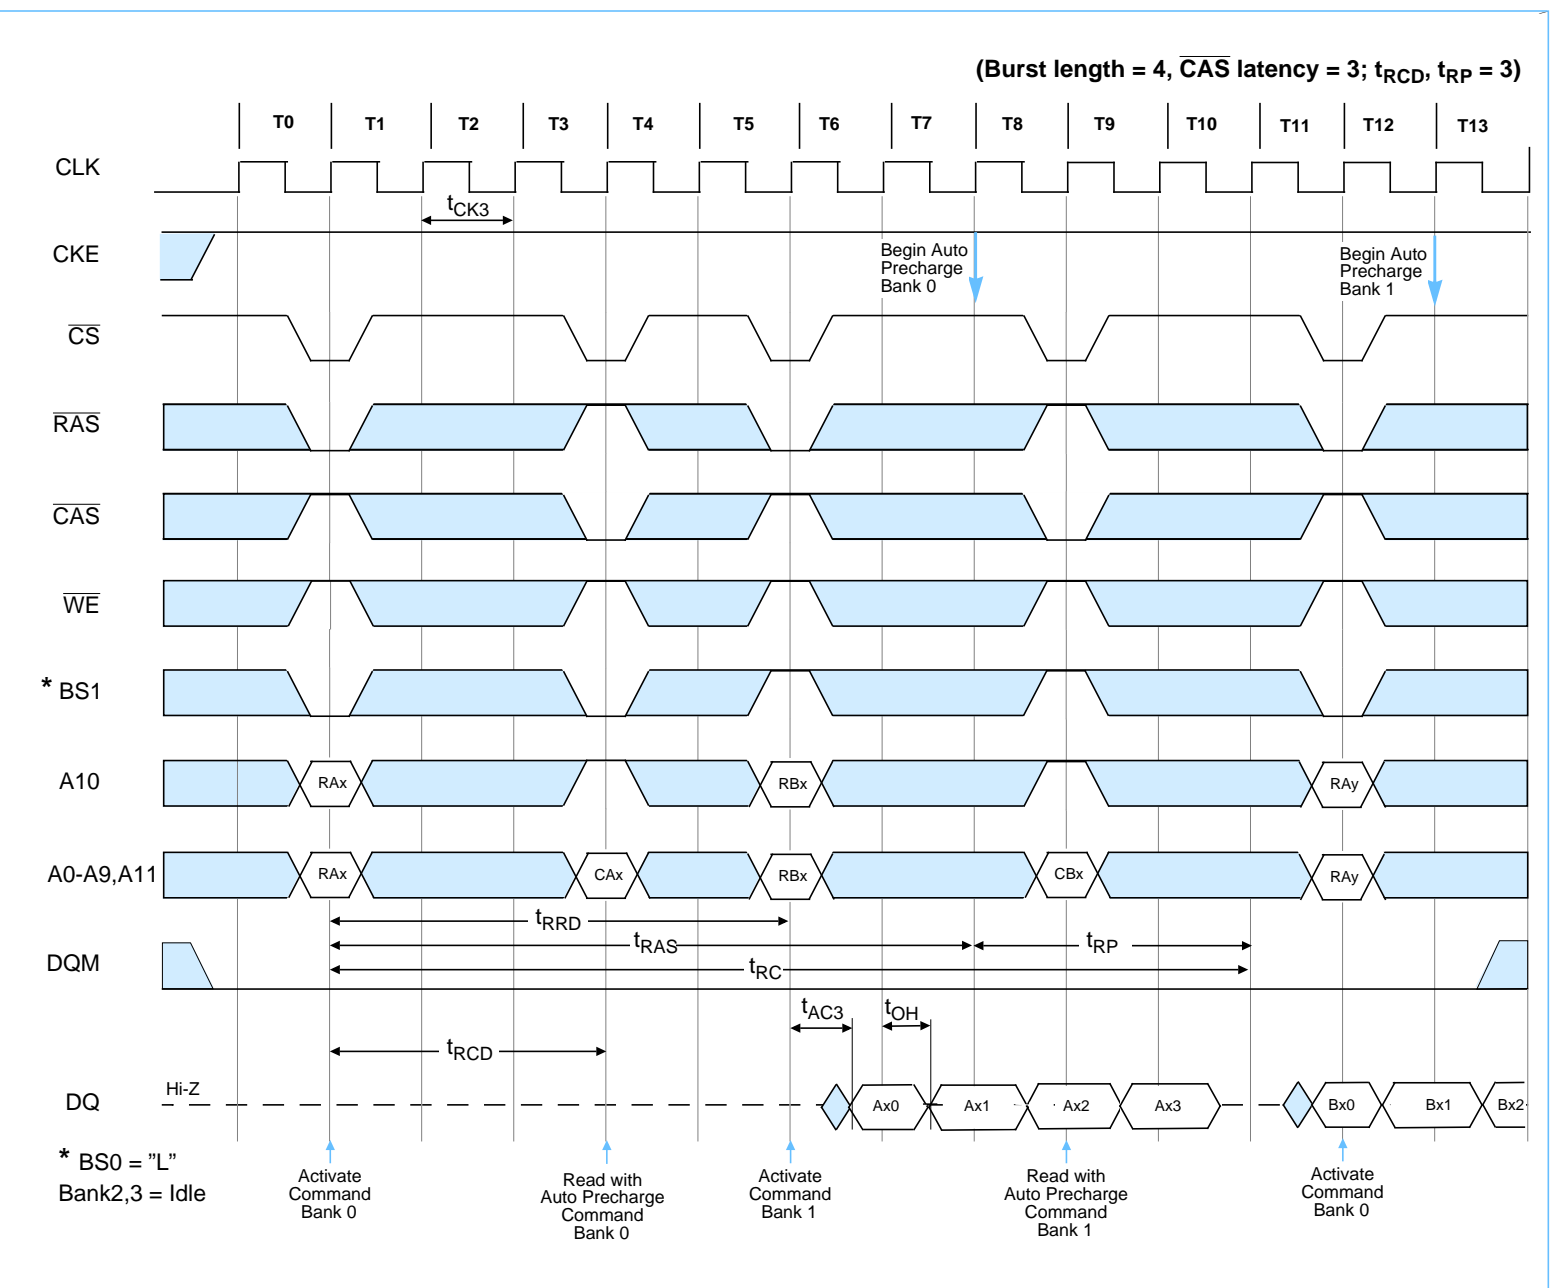 (Burst length = 4, CAS latency = 3; tRCD, tRP = 3)
T0 T1 T2 T3 T4 T5 T6 T7 T8 T9 T10 T11 T12 T13
CLK
tCK3
CKE
Begin Auto
Precharge
Bank 0
Begin Auto
Precharge
Bank 1
CS
RAS
CAS
WE
* BS1
A10
RAx
RBx
RAy
A0-A9,A11
RAx
CAx
RBx
CBx
RAy
tRRD
tRAS
tRP
tRC
DQM
tAC3
tOH
tRCD
DQ
Hi-Z
Ax0
Ax1
Ax2
Ax3
Bx0
Bx1
Bx2
* BS0 = ”L”
Bank2,3 = Idle
Activate
Command
Bank 0
Read with
Auto Precharge
Command
Bank 0
Activate
Command
Bank 1
Read with
Auto Precharge
Command
Bank 1
Activate
Command
Bank 0